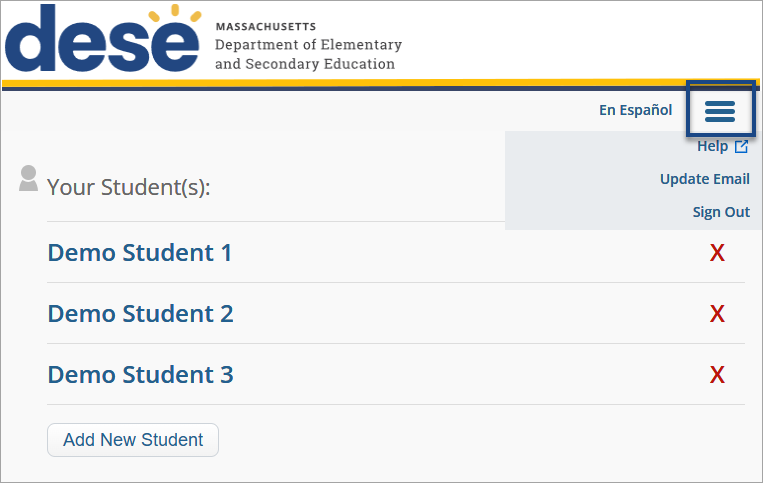 dese
MASSACHUSETTS
Department of Elementary
and Secondary Education
En Español
Help
Update Email
Sign Out
Your Student(s):
Demo Student 1 X
Demo Student 2 X
Demo Student 3 X
Add New Student